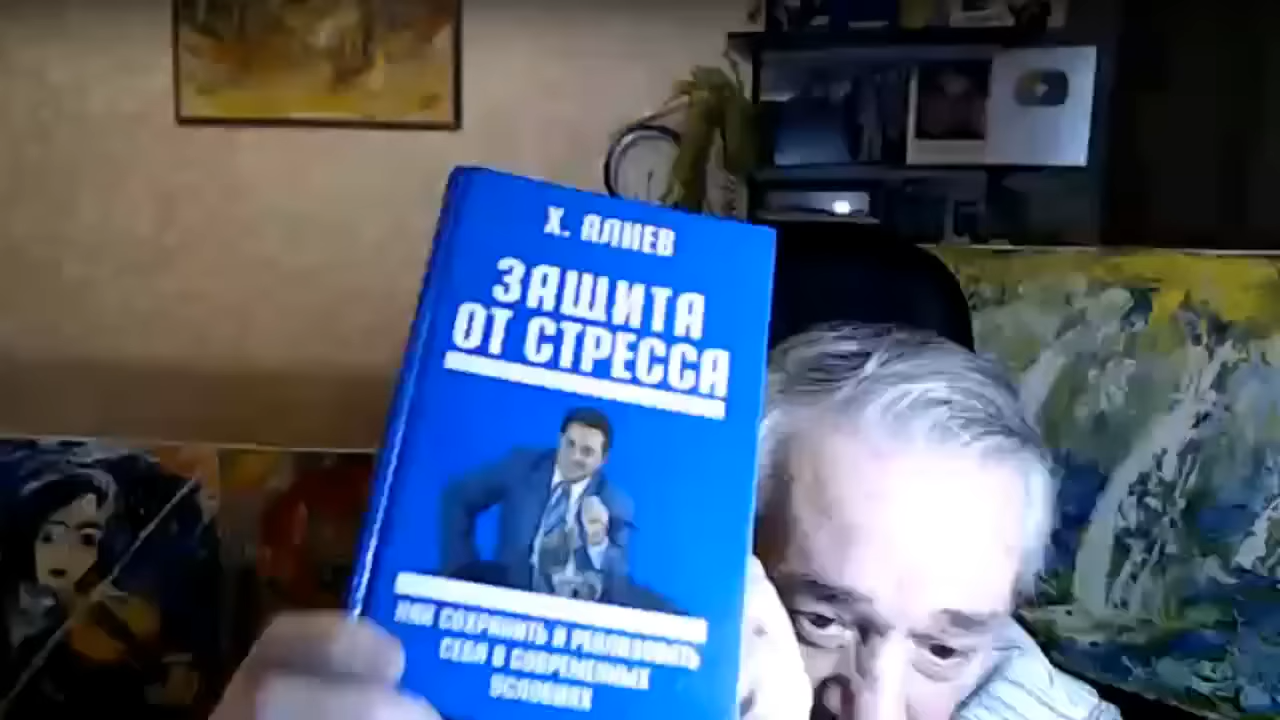 Х. АЛИЕВ
ЗАЩИТА
ОТ СТРЕССА
КАК СОХРАНИТЬ И РЕАЛИЗОВАТЬ
СЕБЯ В СОВРЕМЕННЫХ
УСЛОВИЯХ